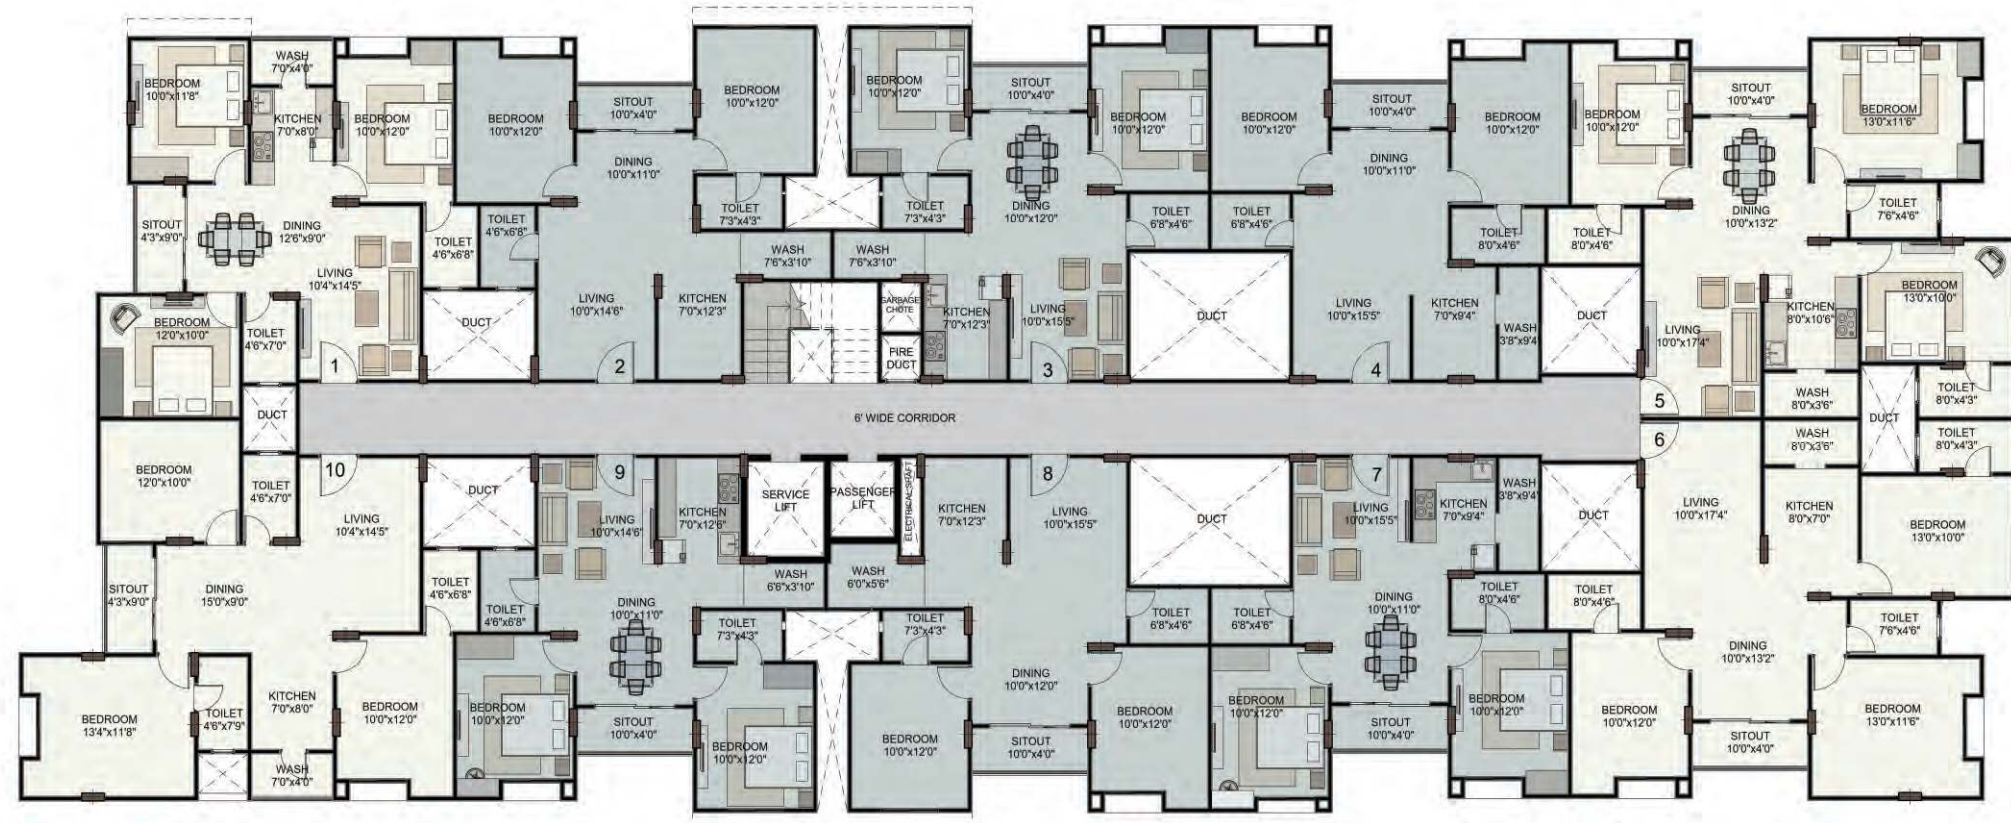 WASH
7'0"x4'0"
BEDROOM
10'0"x11'8"
KITCHEN
7'0"x8'0"
BEDROOM
10'0"x12'0"
BEDROOM
10'0"x12'0"
SITOUT
10'0"x4'0"
BEDROOM
10'0"x12'0"
BEDROOM
10'0"x12'0"
SITOUT
10'0"x4'0"
BEDROOM
10'0"x12'0"
BEDROOM
10'0"x12'0"
SITOUT
10'0"x4'0"
BEDROOM
10'0"x12'0"
BEDROOM
10'0"x12'0"
SITOUT
10'0"x4'0"
BEDROOM
13'0"x11'6"
DINING
10'0"x11'0"
DINING
10'0"x11'0"
SITOUT
4'3"x9'0"
DINING
12'6"x9'0"
TOILET
4'6"x6'8"
TOILET
4'6"x6'8"
TOILET
7'3"x4'3"
TOILET
7'3"x4'3"
DINING
10'0"x12'0"
TOILET
6'8"x4'6"
TOILET
6'8"x4'6"
TOILET
8'0"x4'6"
TOILET
8'0"x4'6"
DINING
10'0"x13'2"
TOILET
7'6"x4'6"
WASH
7'6"x3'10"
WASH
7'6"x3'10"
LIVING
10'4"x14'5"
LIVING
10'0"x14'6"
KITCHEN
7'0"x12'3"
GARBAGE
CHOTE
KITCHEN
7'0"x12'3"
LIVING
10'0"x15'5"
DUCT
LIVING
10'0"x15'5"
KITCHEN
7'0"x9'4"
WASH
3'8"x9'4"
DUCT
LIVING
10'0"x17'4"
KITCHEN
8'0"x10'6"
BEDROOM
13'0"x10'0"
BEDROOM
12'0"x10'0"
TOILET
4'6"x7'0"
DUCT
FIRE
DUCT
1
2
3
4
5
DUCT
WASH
8'0"x3'6"
DUCT
TOILET
8'0"x4'3"
6' WIDE CORRIDOR
6
WASH
8'0"x3'6"
TOILET
8'0"x4'3"
10
9
8
7
BEDROOM
12'0"x10'0"
TOILET
4'6"x7'0"
DUCT
LIVING
10'4"x14'5"
LIVING
10'0"x14'6"
KITCHEN
7'0"x12'6"
SERVICE
LIFT
PASSENGER
LIFT
ELECTRICAL SHAFT
KITCHEN
7'0"x12'3"
LIVING
10'0"x15'5"
DUCT
LIVING
10'0"x15'5"
KITCHEN
7'0"x9'4"
WASH
3'8"x9'4"
DUCT
LIVING
10'0"x17'4"
KITCHEN
8'0"x7'0"
BEDROOM
13'0"x10'0"
SITOUT
4'3"x9'0"
DINING
15'0"x9'0"
TOILET
4'6"x6'8"
TOILET
4'6"x6'8"
DINING
10'0"x11'0"
WASH
6'6"x3'10"
WASH
6'0"x5'6"
TOILET
7'3"x4'3"
TOILET
7'3"x4'3"
TOILET
6'8"x4'6"
TOILET
6'8"x4'6"
DINING
10'0"x11'0"
TOILET
8'0"x4'6"
TOILET
8'0"x4'6"
TOILET
7'6"x4'6"
DINING
10'0"x12'0"
DINING
10'0"x13'2"
BEDROOM
13'4"x11'8"
TOILET
4'6"x7'9"
KITCHEN
7'0"x8'0"
BEDROOM
10'0"x12'0"
BEDROOM
10'0"x12'0"
SITOUT
10'0"x4'0"
BEDROOM
10'0"x12'0"
BEDROOM
10'0"x12'0"
SITOUT
10'0"x4'0"
BEDROOM
10'0"x12'0"
BEDROOM
10'0"x12'0"
SITOUT
10'0"x4'0"
BEDROOM
10'0"x12'0"
BEDROOM
10'0"x12'0"
SITOUT
10'0"x4'0"
BEDROOM
13'0"x11'6"
WASH
7'0"x4'0"